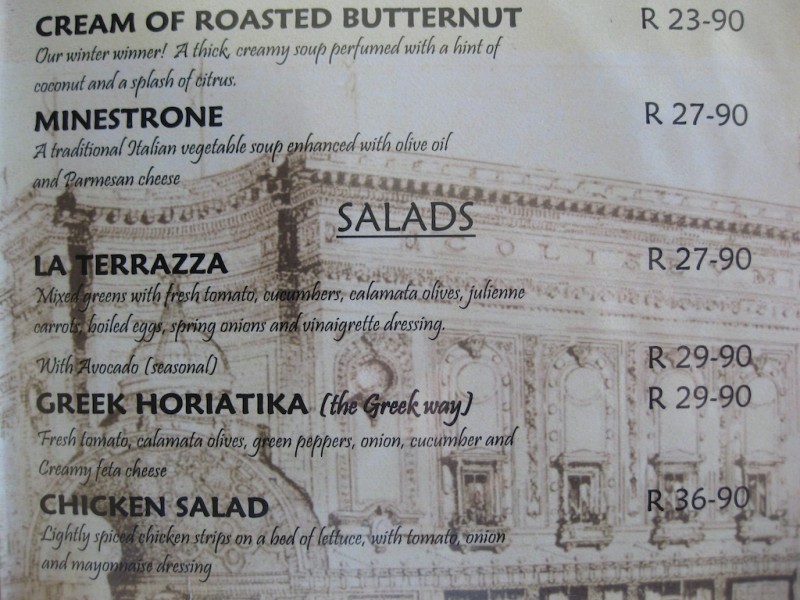 CREAM OF ROASTED BUTTERNUT R 23-90
Our winter winner! A thick, creamy soup perfumed with a hint of
coconut and a splash of citrus.
MINESTRONE R 27-90
A traditional Italian vegetable soup enhanced with olive oil
and Parmesan cheese
SALADS
LA TERRAZZA R 27-90
Mixed greens with fresh tomato, cucumbers, calamata olives, julienne
carrots, boiled eggs, spring onions and vinaigrette dressing.
With Avocado (seasonal) R 29-90
GREEK HORIATIKA (the Greek way) R 29-90
Fresh tomato, calamata olives, green peppers, onion, cucumber and
Creamy feta cheese
CHICKEN SALAD R 36-90
Lightly spiced chicken strips on a bed of lettuce, with tomato, onion
and mayonnaise dressing